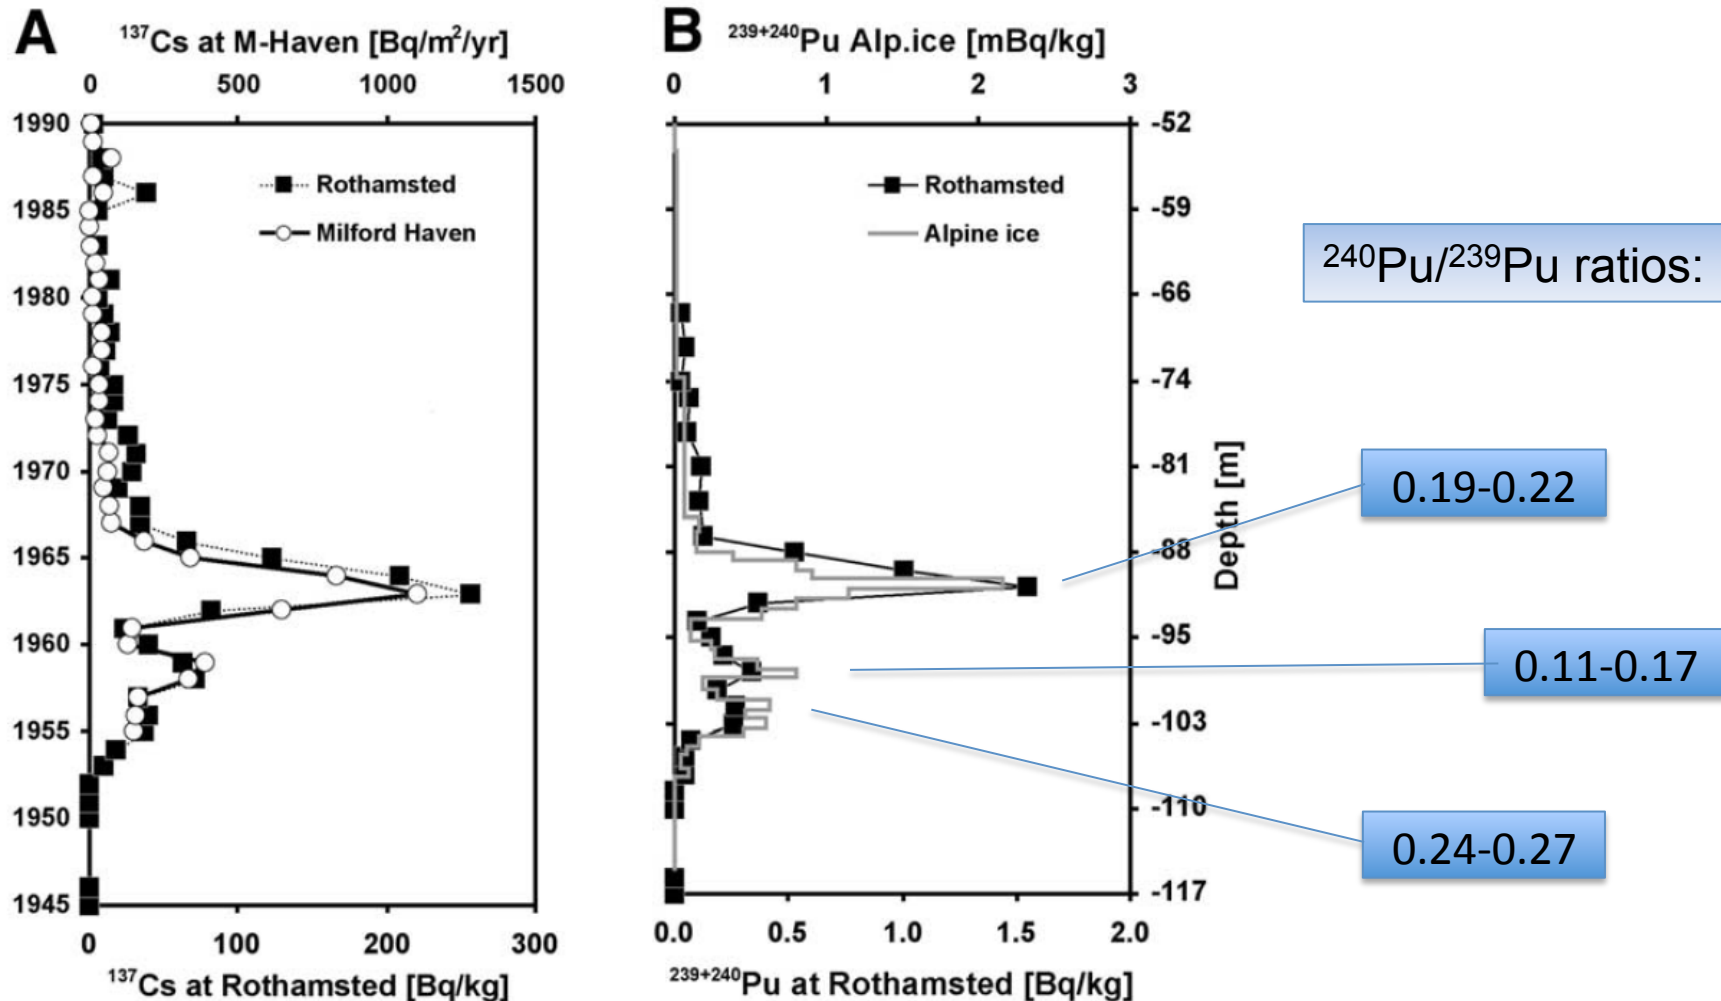 A
¹³⁷Cs at M-Haven [Bq/m²/yr]
0 500 1000 1500
1990
1985
1980
1975
1970
1965
1960
1955
1950
1945
Rothamsted
Milford Haven
0 100 200 300
¹³⁷Cs at Rothamsted [Bq/kg]
B
²³⁹⁺²⁴⁰Pu Alp.ice [mBq/kg]
0 1 2 3
Rothamsted
Alpine ice
-52
-59
-66
-74
-81
-88
-95
-103
-110
-117
Depth [m]
0.0 0.5 1.0 1.5 2.0
²³⁹⁺²⁴⁰Pu at Rothamsted [Bq/kg]
²⁴⁰Pu/²³⁹Pu ratios:
0.19-0.22
0.11-0.17
0.24-0.27